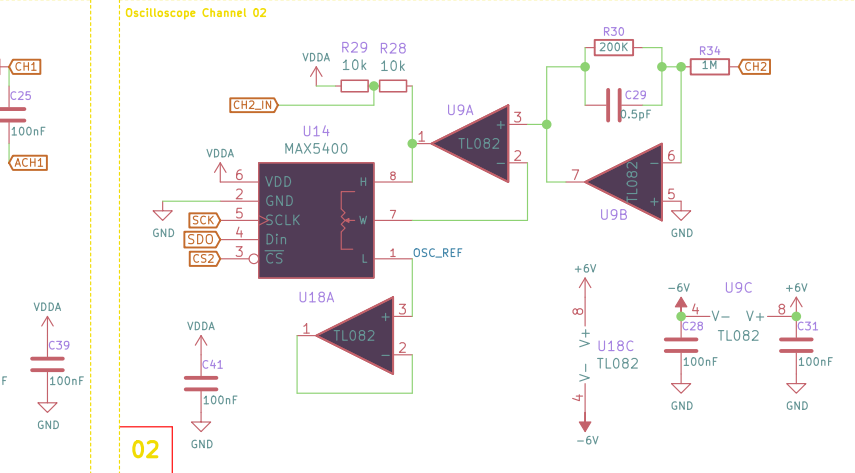 Oscilloscope Channel 02
CH1
C25
100nF
ACH1
VDDA
C39
100nF
GND
F
VDDA
R29
10k
R28
10k
CH2_IN
U14
MAX5400
VDDA
6
VDD
2
GND
5
SCLK
4
Din
3
CS
GND
SCK
SDO
CS2
H
8
W
7
L
1
OSC_REF
U9A
TL082
1
+
3
−
2
R30
200K
C29
0.5pF
R34
1M
CH2
7
TL082
−
6
+
5
U9B
GND
U18A
1
TL082
+
3
−
2
VDDA
C41
100nF
GND
+6V
8
V+
U18C
TL082
V-
4
-6V
-6V
U9C
+6V
4
V-
V+
8
TL082
C28
100nF
GND
C31
100nF
GND
02